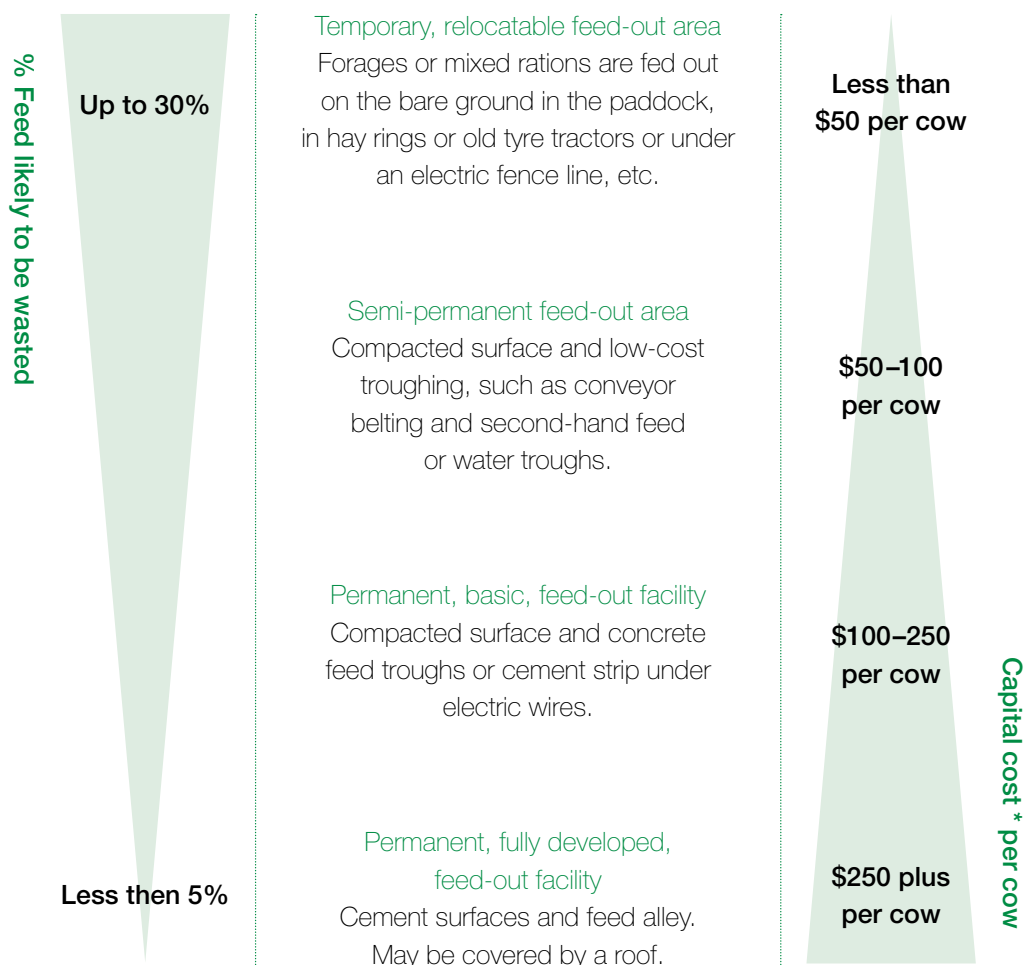 % Feed likely to be wasted
Up to 30%
Less then 5%
Temporary, relocatable feed-out area
Forages or mixed rations are fed out
on the bare ground in the paddock,
in hay rings or old tyre tractors or under
an electric fence line, etc.
Semi-permanent feed-out area
Compacted surface and low-cost
troughing, such as conveyor
belting and second-hand feed
or water troughs.
Permanent, basic, feed-out facility
Compacted surface and concrete
feed troughs or cement strip under
electric wires.
Permanent, fully developed,
feed-out facility
Cement surfaces and feed alley.
May be covered by a roof.
Less than
$50 per cow
$50–100
per cow
$100–250
per cow
$250 plus
per cow
Capital cost * per cow